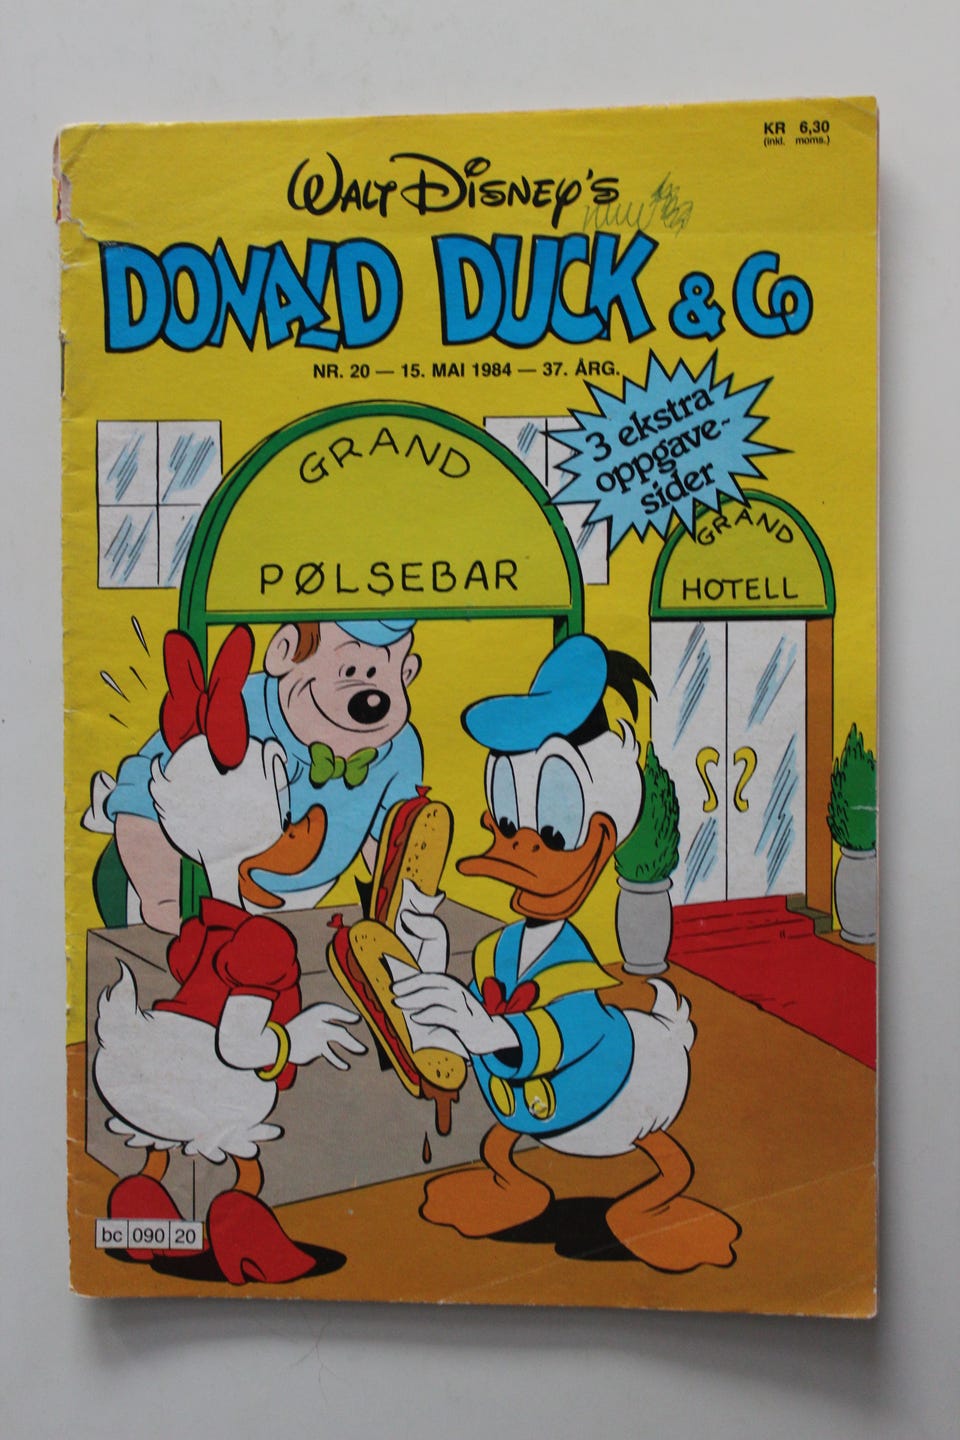 KR 6,30
(inkl. moms.)
WALT DISNEY'S
DONALD DUCK & CO
NR. 20 — 15. MAI 1984 — 37. ÅRG.
3 ekstra
oppgave-
sider
GRAND
PØLSEBAR
GRAND
HOTELL
bc 090 20